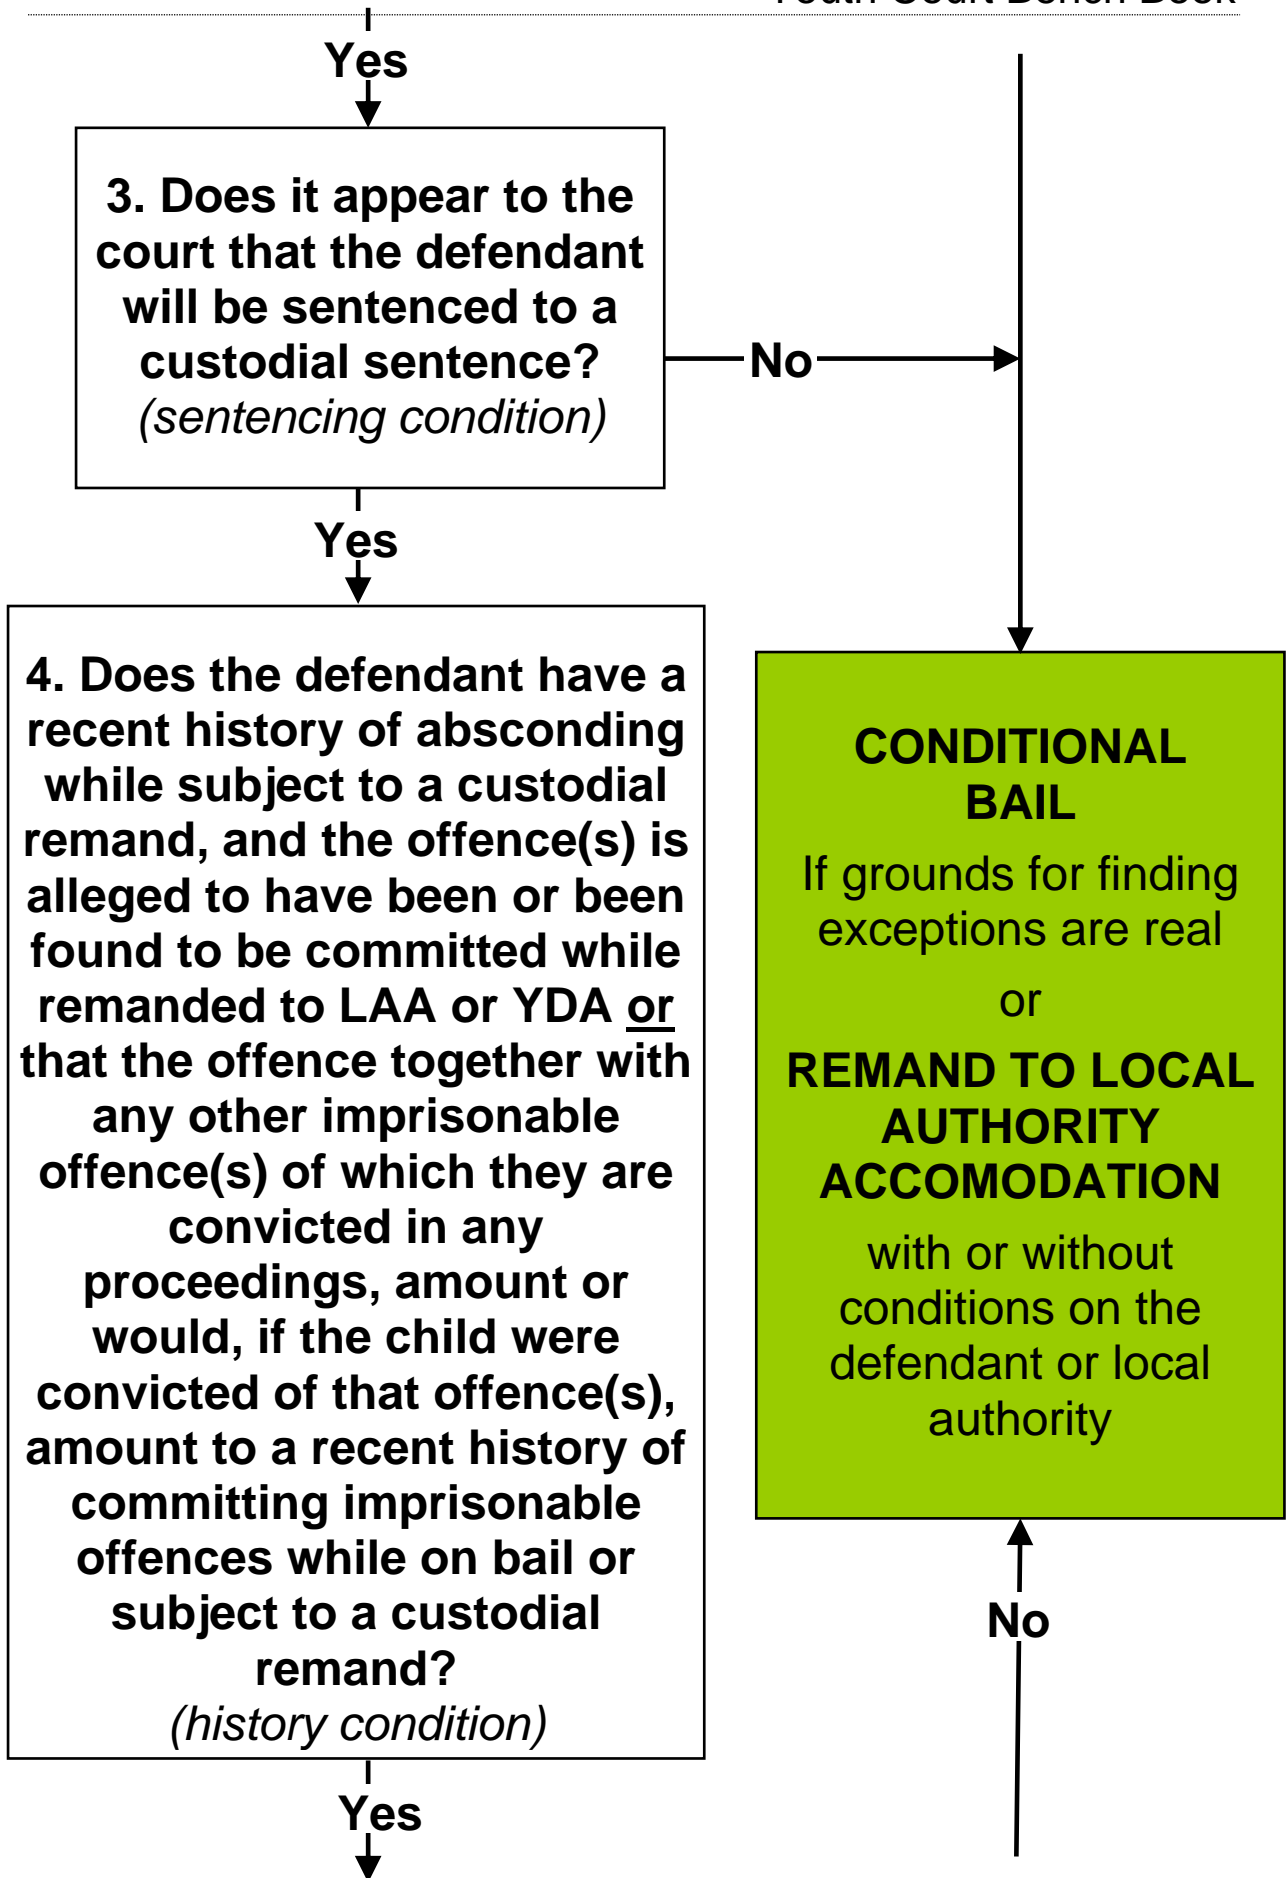 Youth Court Bench Book
Yes
3. Does it appear to the
court that the defendant
will be sentenced to a
custodial sentence?
(sentencing condition)
No
Yes
4. Does the defendant have a
recent history of absconding
while subject to a custodial
remand, and the offence(s) is
alleged to have been or been
found to be committed while
remanded to LAA or YDA or
that the offence together with
any other imprisonable
offence(s) of which they are
convicted in any
proceedings, amount or
would, if the child were
convicted of that offence(s),
amount to a recent history of
committing imprisonable
offences while on bail or
subject to a custodial
remand?
(history condition)
Yes
CONDITIONAL
BAIL
If grounds for finding
exceptions are real
or
REMAND TO LOCAL
AUTHORITY
ACCOMODATION
with or without
conditions on the
defendant or local
authority
No